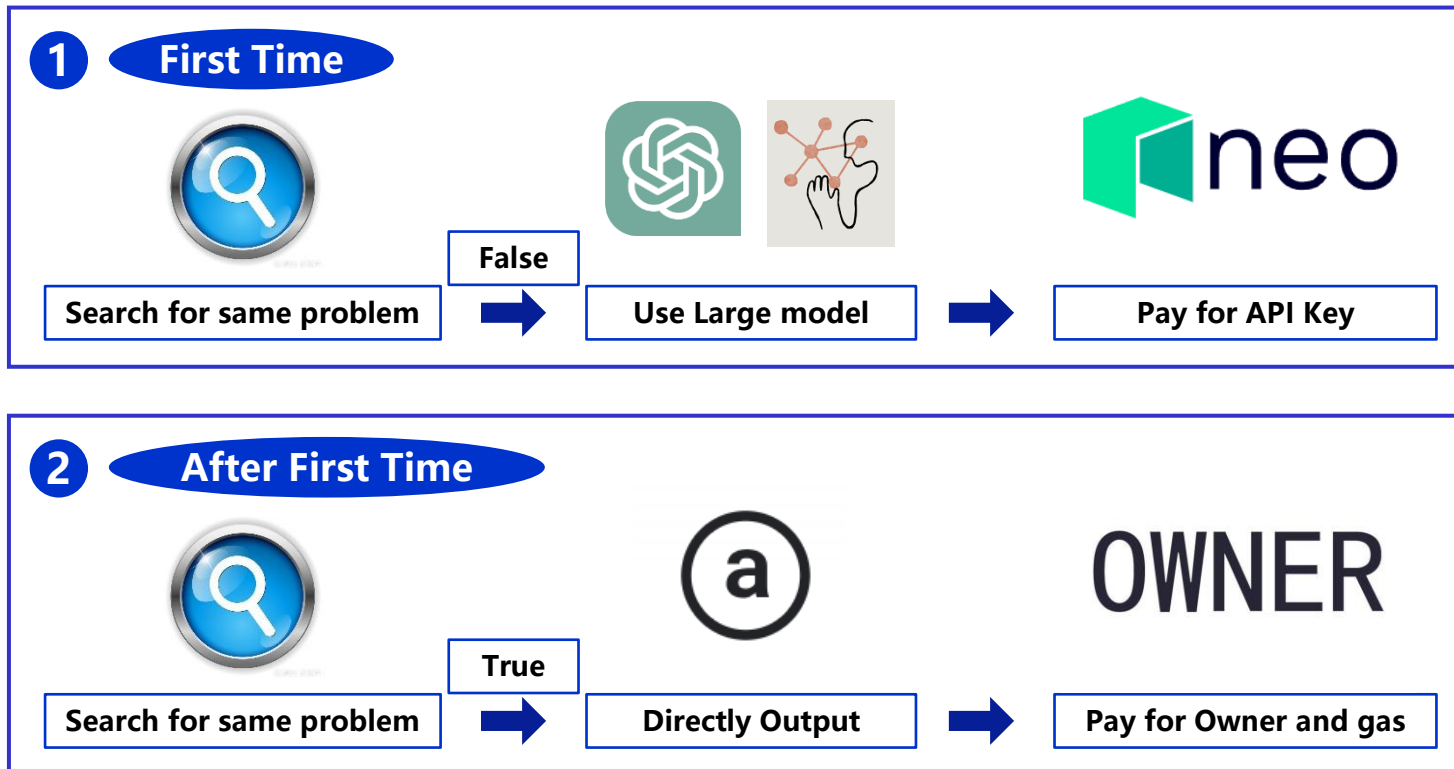 1 First Time
neo
False
Search for same problem
Use Large model
Pay for API Key
2 After First Time
a
OWNER
True
Search for same problem
Directly Output
Pay for Owner and gas